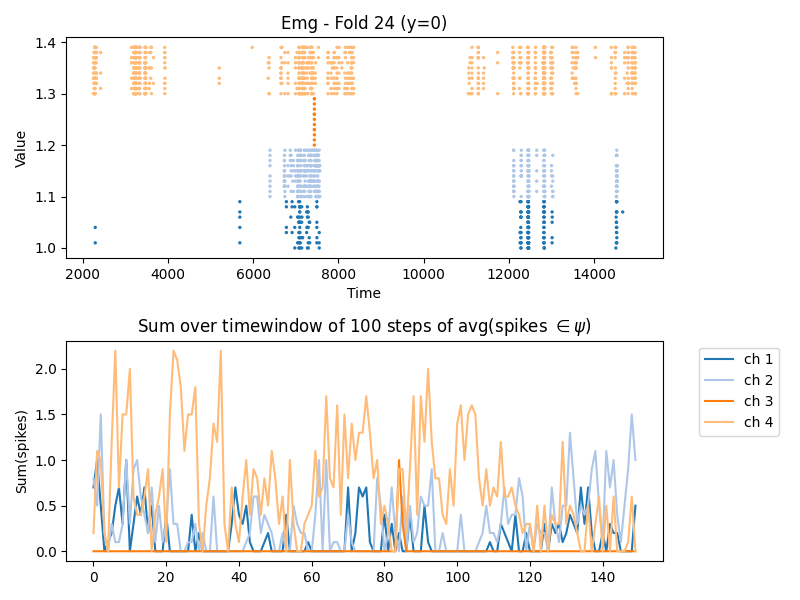 Emg - Fold 24 (y=0)
1.4
1.3
1.2
1.1
1.0
Value
2000 4000 6000 8000 10000 12000 14000
Time
Sum over timewindow of 100 steps of avg(spikes ∈ ψ)
2.0
1.5
1.0
0.5
0.0
Sum(spikes)
0 20 40 60 80 100 120 140
ch 1
ch 2
ch 3
ch 4